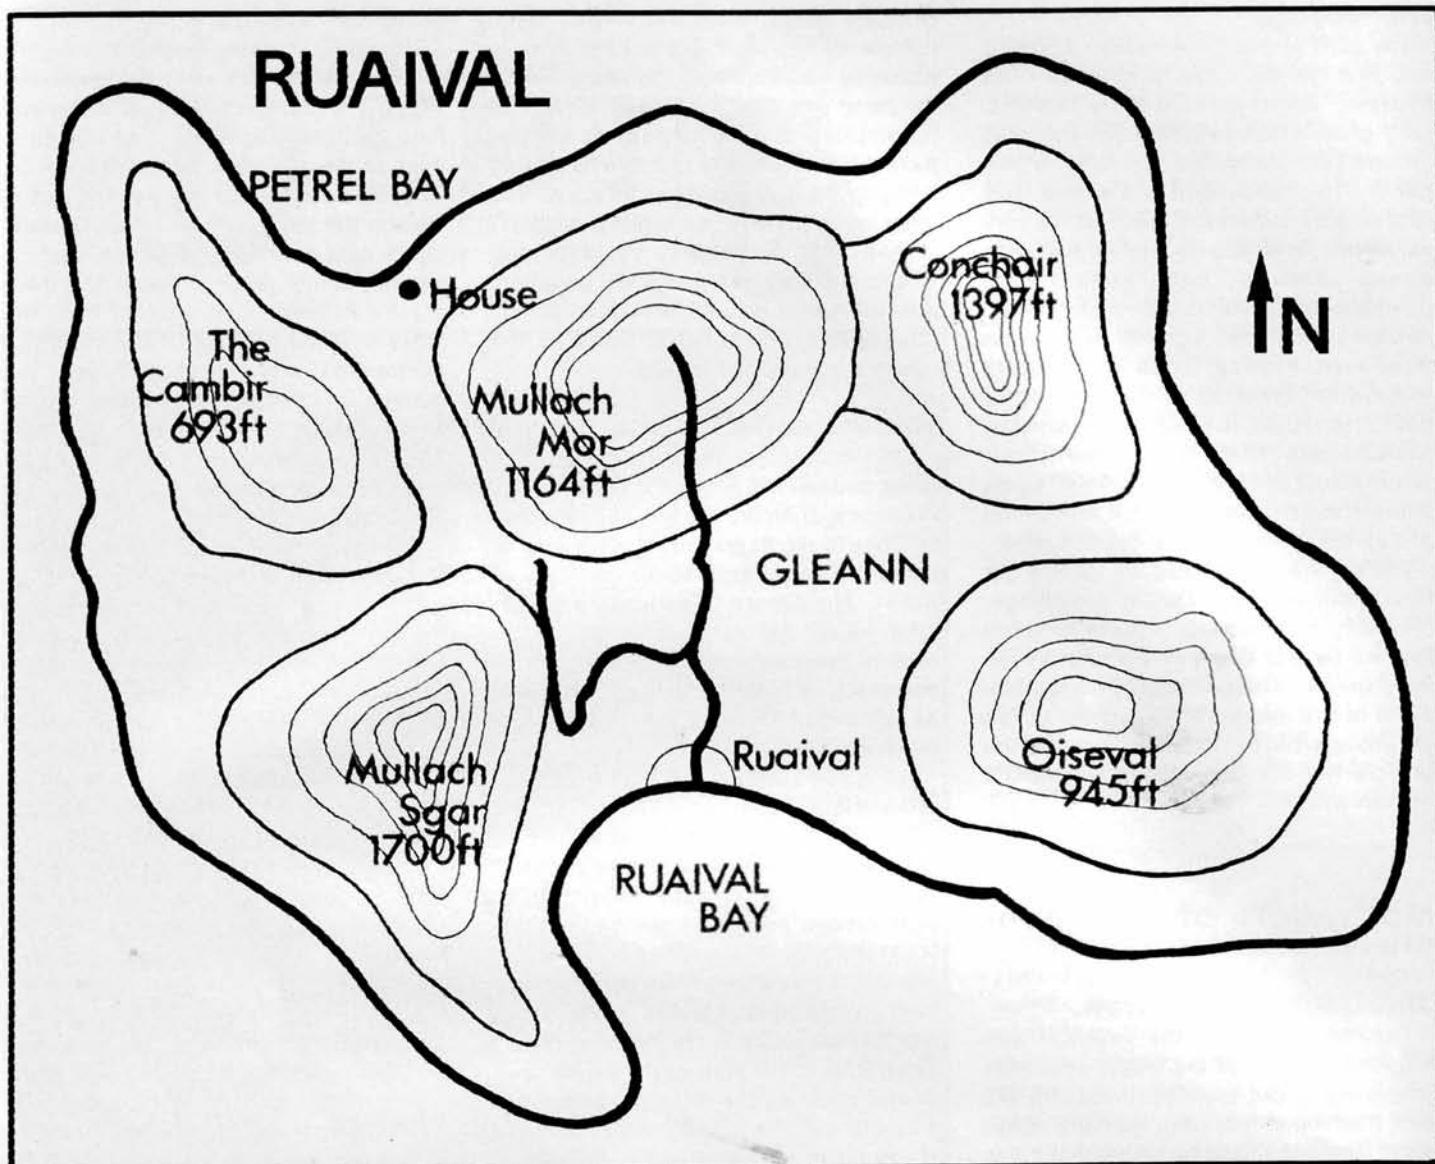 RUAIVAL
PETREL BAY
House
Conchair
1397ft
N
The
Cambir
693ft
Mullach
Mor
1164ft
GLEANN
Mullach
Sgar
1700ft
Ruaival
Oiseval
945ft
RUAIVAL
BAY